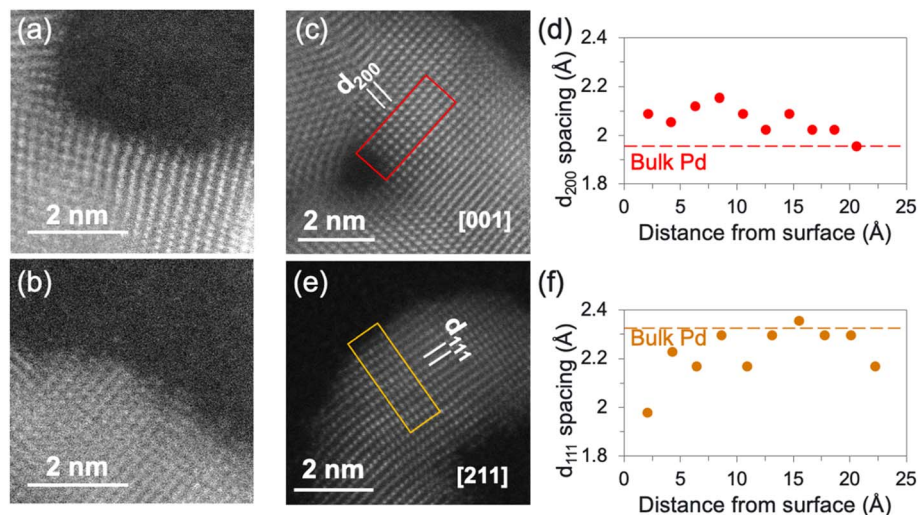 (a)
2 nm
(b)
2 nm
(c)
d200
2 nm
[001]
(d)
d200 spacing (Å)
2.4
2.2
2
1.8
Bulk Pd
0 5 10 15 20 25
Distance from surface (Å)
(e)
d111
2 nm
[211]
(f)
d111 spacing (Å)
2.4
2.2
2
1.8
Bulk Pd
0 5 10 15 20 25
Distance from surface (Å)